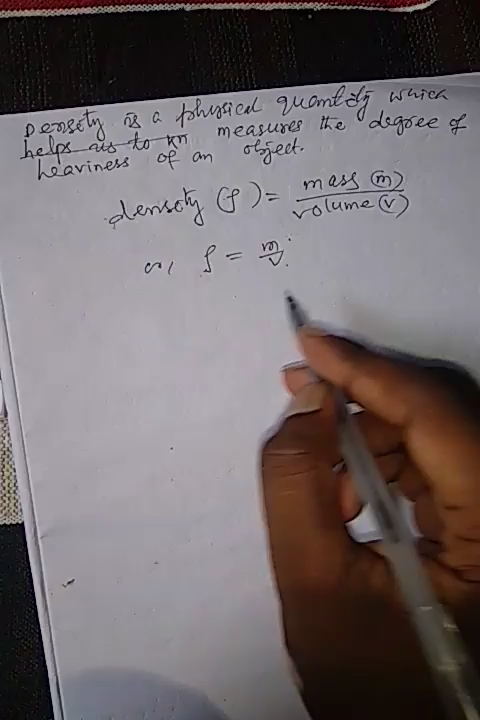 Density is a physical quantity which
helps us to kn measures the degree of
heaviness of an object.
density (ρ) = mass (m) / volume (v)
or, ρ = m / v